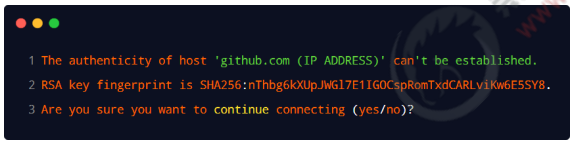 1 The authenticity of host 'github.com (IP ADDRESS)' can't be established.
2 RSA key fingerprint is SHA256:nThbg6kXUpJWGl7E1IGOCspRomTxdCARLviKw6E5SY8.
3 Are you sure you want to continue connecting (yes/no)?